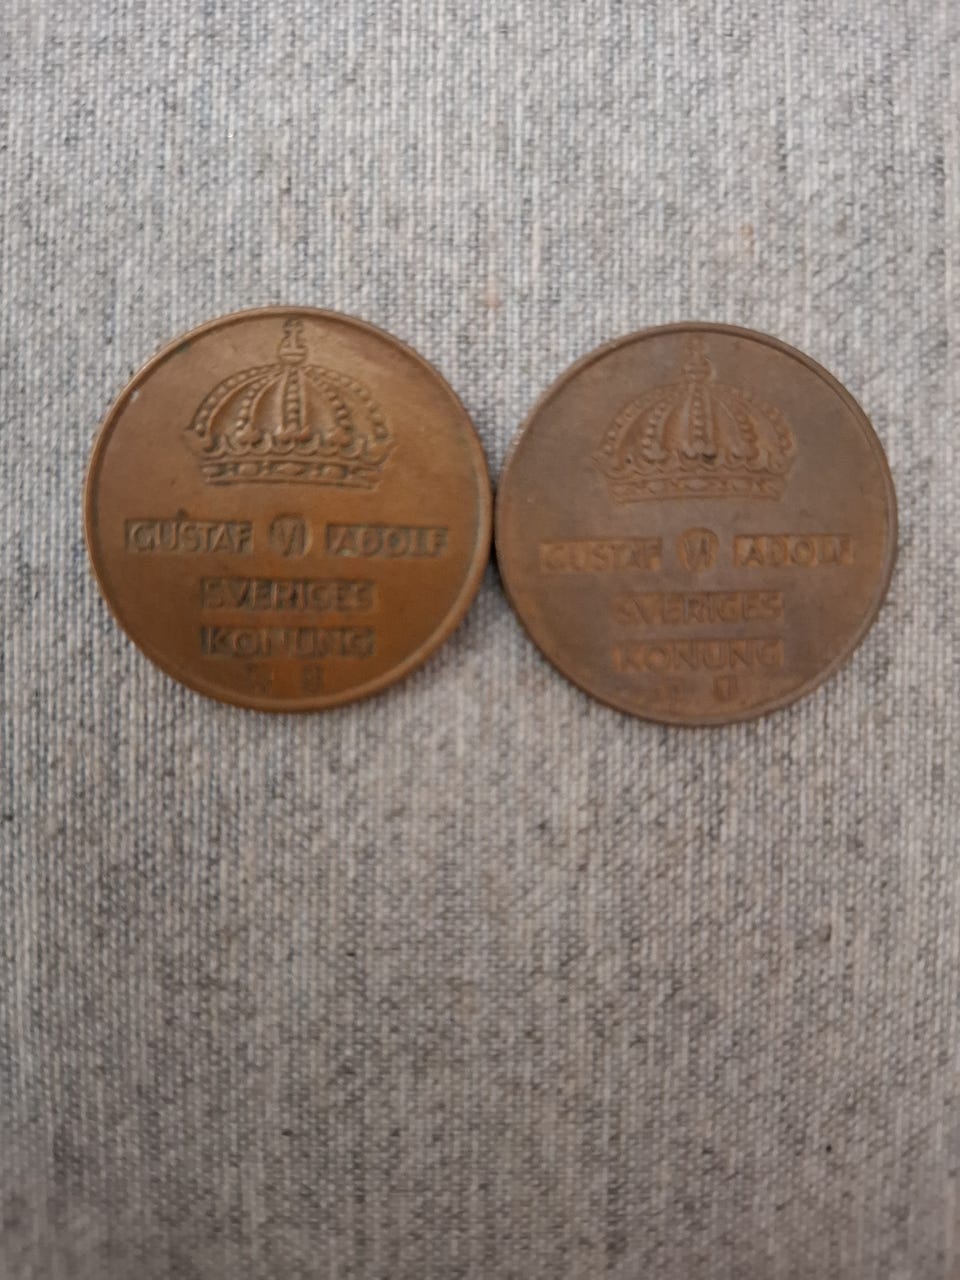 GUSTAF VI ADOLF
SVERIGES
KONUNG
GUSTAF VI ADOLF
SVERIGES
KONUNG
U